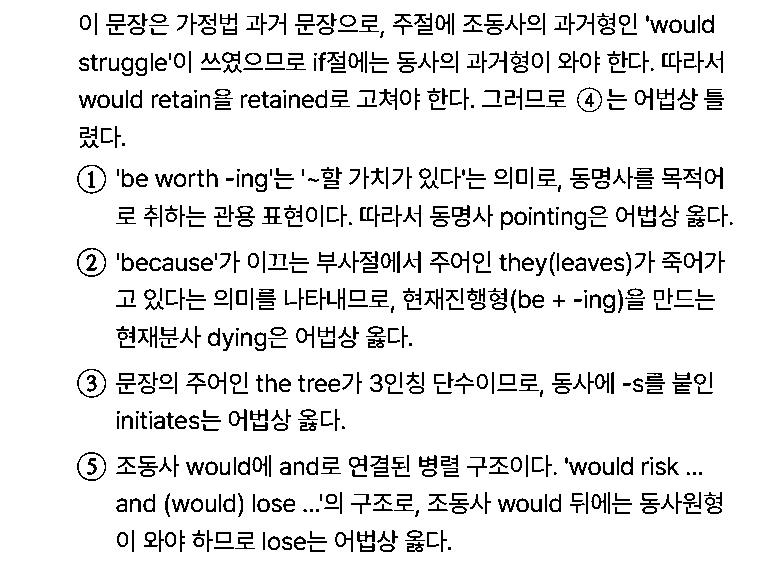 이 문장은 가정법 과거 문장으로, 주절에 조동사의 과거형인 'would
struggle'이 쓰였으므로 if절에는 동사의 과거형이 와야 한다. 따라서
would retain을 retained로 고쳐야 한다. 그러므로 ④는 어법상 틀
렸다.
① 'be worth -ing'는 '~할 가치가 있다'는 의미로, 동명사를 목적어
로 취하는 관용 표현이다. 따라서 동명사 pointing은 어법상 옳다.
② 'because'가 이끄는 부사절에서 주어인 they(leaves)가 죽어가
고 있다는 의미를 나타내므로, 현재진행형(be + -ing)을 만드는
현재분사 dying은 어법상 옳다.
③ 문장의 주어인 the tree가 3인칭 단수이므로, 동사에 -s를 붙인
initiates는 어법상 옳다.
⑤ 조동사 would에 and로 연결된 병렬 구조이다. 'would risk ...
and (would) lose ...'의 구조로, 조동사 would 뒤에는 동사원형
이 와야 하므로 lose는 어법상 옳다.